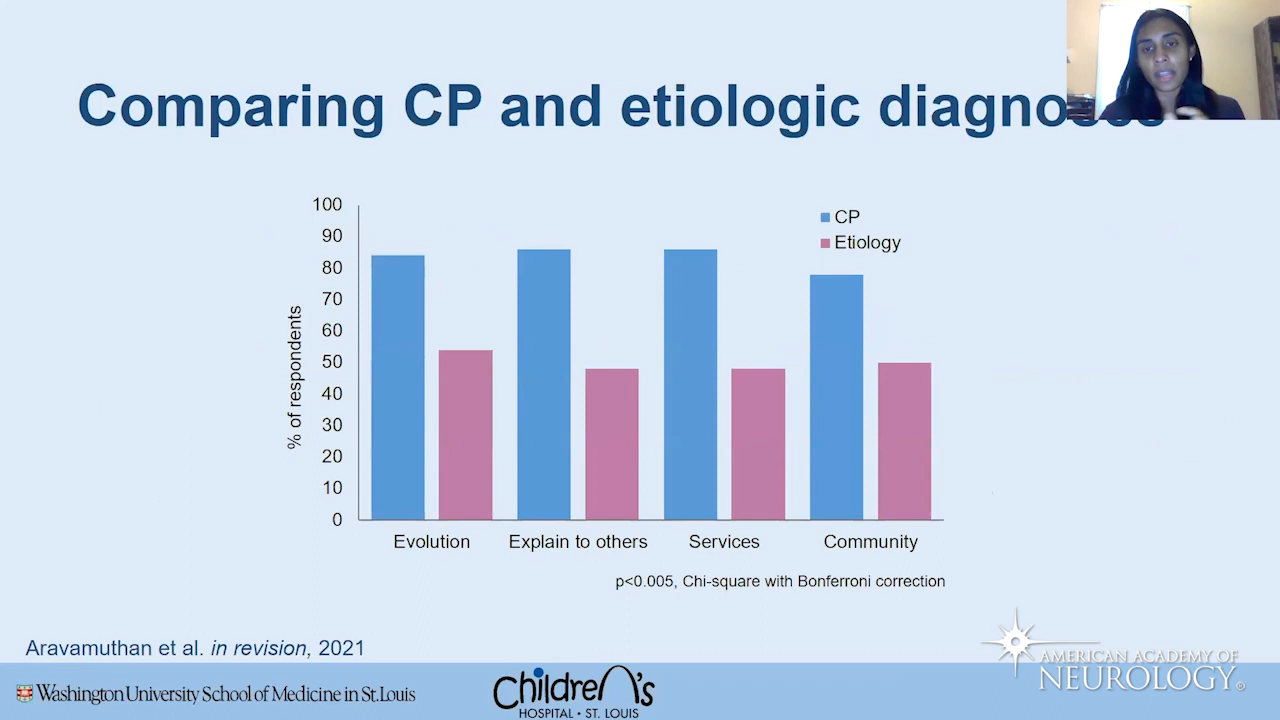 Comparing CP and etiologic diagnoses
100
90
80
70
60
50
40
30
20
10
0
% of respondents
CP
Etiology
Evolution
Explain to others
Services
Community
p<0.005, Chi-square with Bonferroni correction
Aravamuthan et al. in revision, 2021
Washington University School of Medicine in St. Louis
Children's
HOSPITAL • ST. LOUIS
AMERICAN ACADEMY OF
NEUROLOGY®